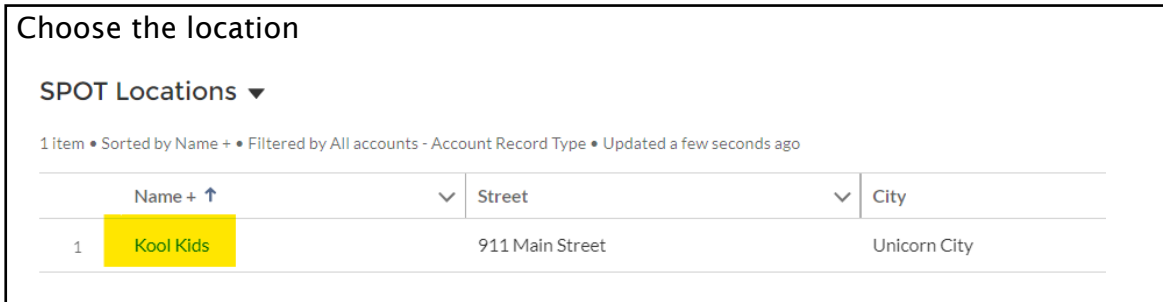 Choose the location
SPOT Locations
1 item • Sorted by Name + • Filtered by All accounts - Account Record Type • Updated a few seconds ago
Name + ↑ Street City
1 Kool Kids 911 Main Street Unicorn City